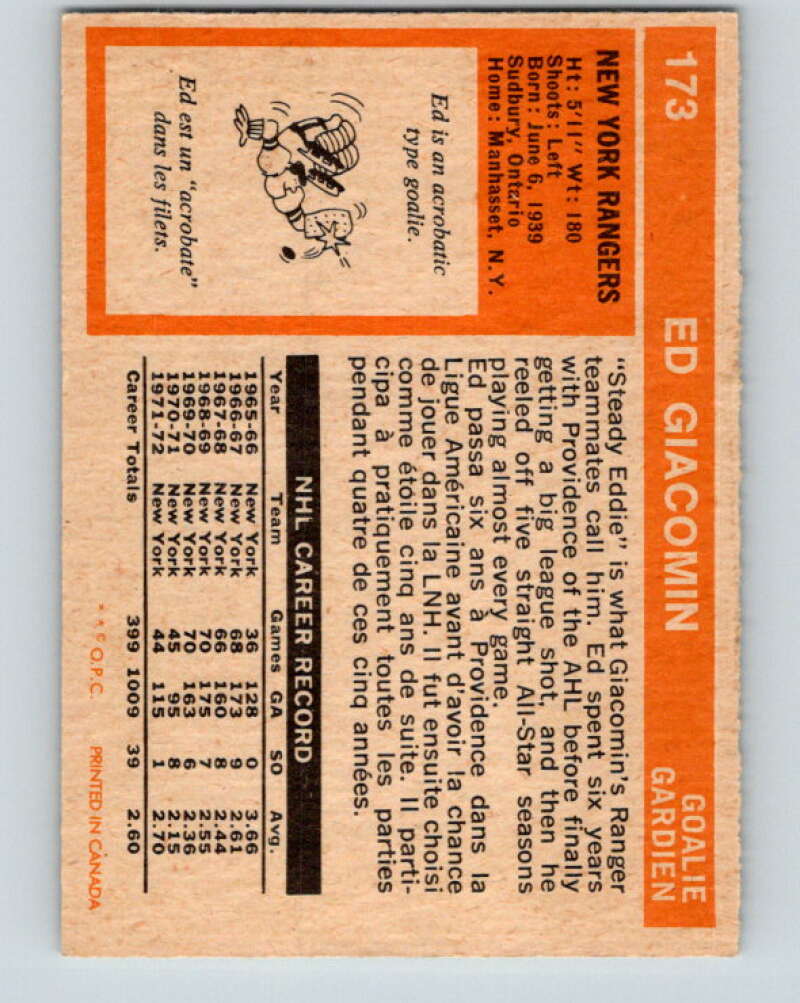 173 ED GIACOMIN GOALIE
GARDIEN
NEW YORK RANGERS
Ht: 5'11" Wt: 180
Shoots: Left
Born: June 6, 1939
Sudbury, Ontario
Home: Manhasset, N.Y.
Ed is an acrobatic
type goalie.
Ed est un "acrobate"
dans les filets.
"Steady Eddie" is what Giacomin's Ranger
teammates call him. Ed spent six years
with Providence of the AHL before finally
getting a big league shot, and then he
reeled off five straight All-Star seasons
playing almost every game.
Ed passa six ans à Providence dans la
Ligue Américaine avant d'avoir la chance
de jouer dans la LNH. Il fut ensuite choisi
comme étoile cinq ans de suite. Il parti-
cipa à pratiquement toutes les parties
pendant quatre de ces cinq années.
NHL CAREER RECORD
Year Team Games GA SO Avg.
1965-66 New York 36 128 0 3.66
1966-67 New York 68 173 9 2.61
1967-68 New York 66 160 8 2.44
1968-69 New York 70 175 7 2.55
1969-70 New York 70 163 6 2.36
1970-71 New York 45 95 8 2.15
1971-72 New York 44 115 1 2.70
Career Totals 399 1009 39 2.60
* * © O.P.C. PRINTED IN CANADA